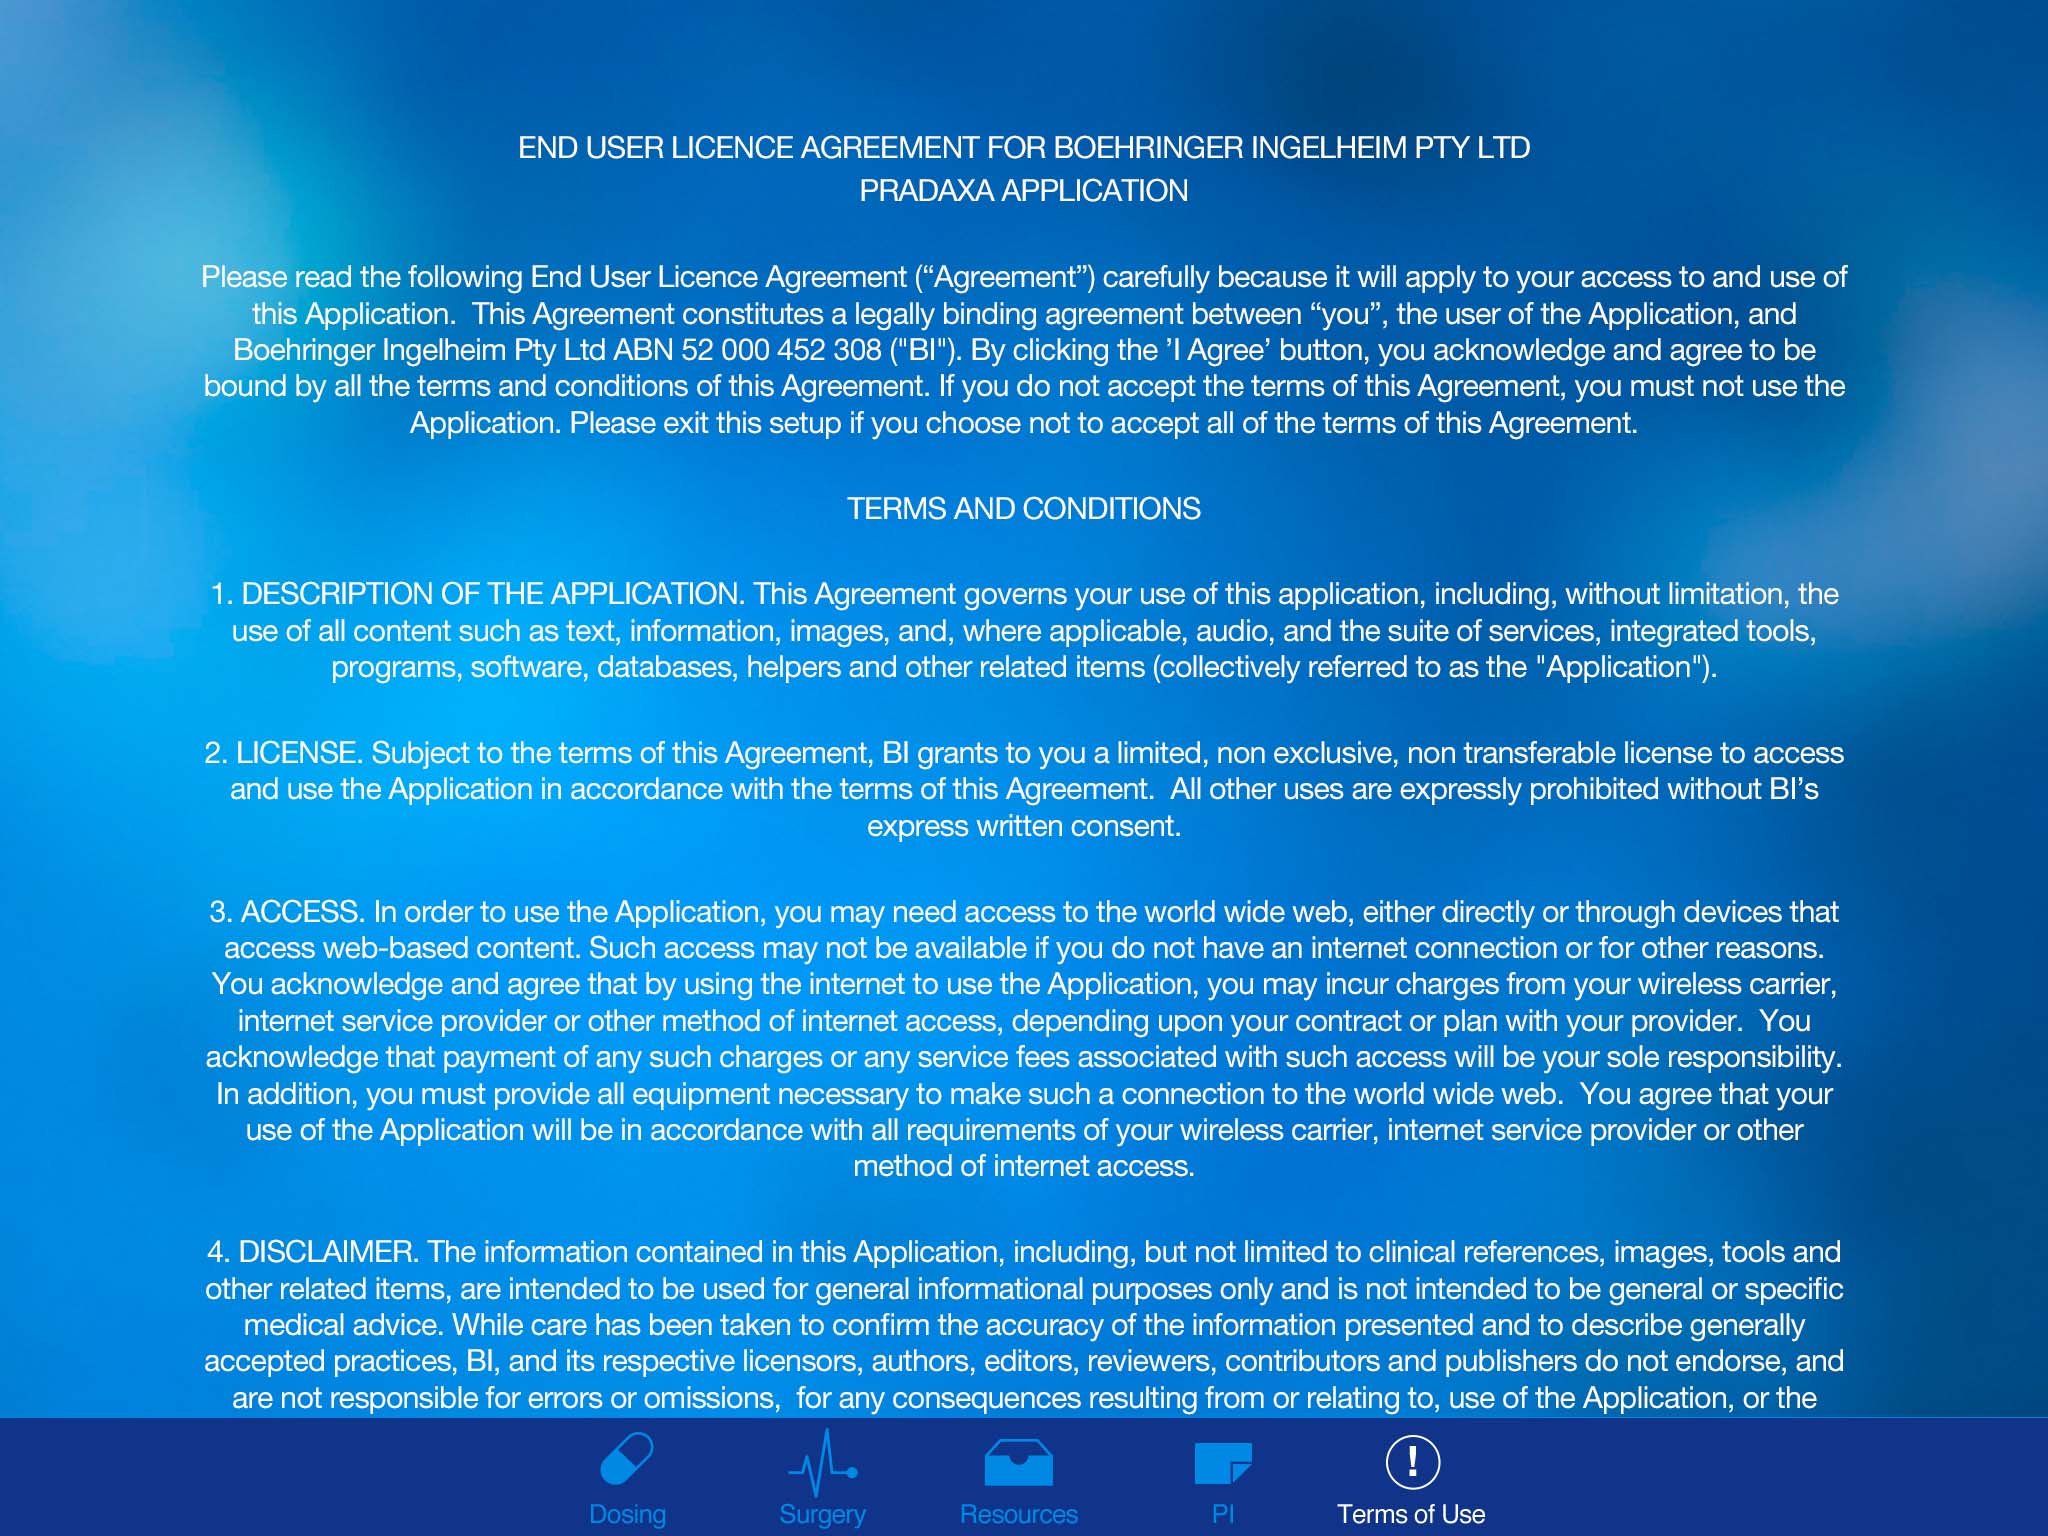 END USER LICENCE AGREEMENT FOR BOEHRINGER INGELHEIM PTY LTD
PRADAXA APPLICATION
Please read the following End User Licence Agreement (“Agreement”) carefully because it will apply to your access to and use of
this Application.  This Agreement constitutes a legally binding agreement between “you”, the user of the Application, and
Boehringer Ingelheim Pty Ltd ABN 52 000 452 308 ("BI"). By clicking the ’I Agree’ button, you acknowledge and agree to be
bound by all the terms and conditions of this Agreement. If you do not accept the terms of this Agreement, you must not use the
Application. Please exit this setup if you choose not to accept all of the terms of this Agreement.
TERMS AND CONDITIONS
1. DESCRIPTION OF THE APPLICATION. This Agreement governs your use of this application, including, without limitation, the
use of all content such as text, information, images, and, where applicable, audio, and the suite of services, integrated tools,
programs, software, databases, helpers and other related items (collectively referred to as the "Application").
2. LICENSE. Subject to the terms of this Agreement, BI grants to you a limited, non exclusive, non transferable license to access
and use the Application in accordance with the terms of this Agreement.  All other uses are expressly prohibited without BI’s
express written consent.
3. ACCESS. In order to use the Application, you may need access to the world wide web, either directly or through devices that
access web-based content. Such access may not be available if you do not have an internet connection or for other reasons.
You acknowledge and agree that by using the internet to use the Application, you may incur charges from your wireless carrier,
internet service provider or other method of internet access, depending upon your contract or plan with your provider.  You
acknowledge that payment of any such charges or any service fees associated with such access will be your sole responsibility.
In addition, you must provide all equipment necessary to make such a connection to the world wide web.  You agree that your
use of the Application will be in accordance with all requirements of your wireless carrier, internet service provider or other
method of internet access.
4. DISCLAIMER. The information contained in this Application, including, but not limited to clinical references, images, tools and
other related items, are intended to be used for general informational purposes only and is not intended to be general or specific
medical advice. While care has been taken to confirm the accuracy of the information presented and to describe generally
accepted practices, BI, and its respective licensors, authors, editors, reviewers, contributors and publishers do not endorse, and
are not responsible for errors or omissions,  for any consequences resulting from or relating to, use of the Application, or the
Dosing
Surgery
Resources
PI
Terms of Use